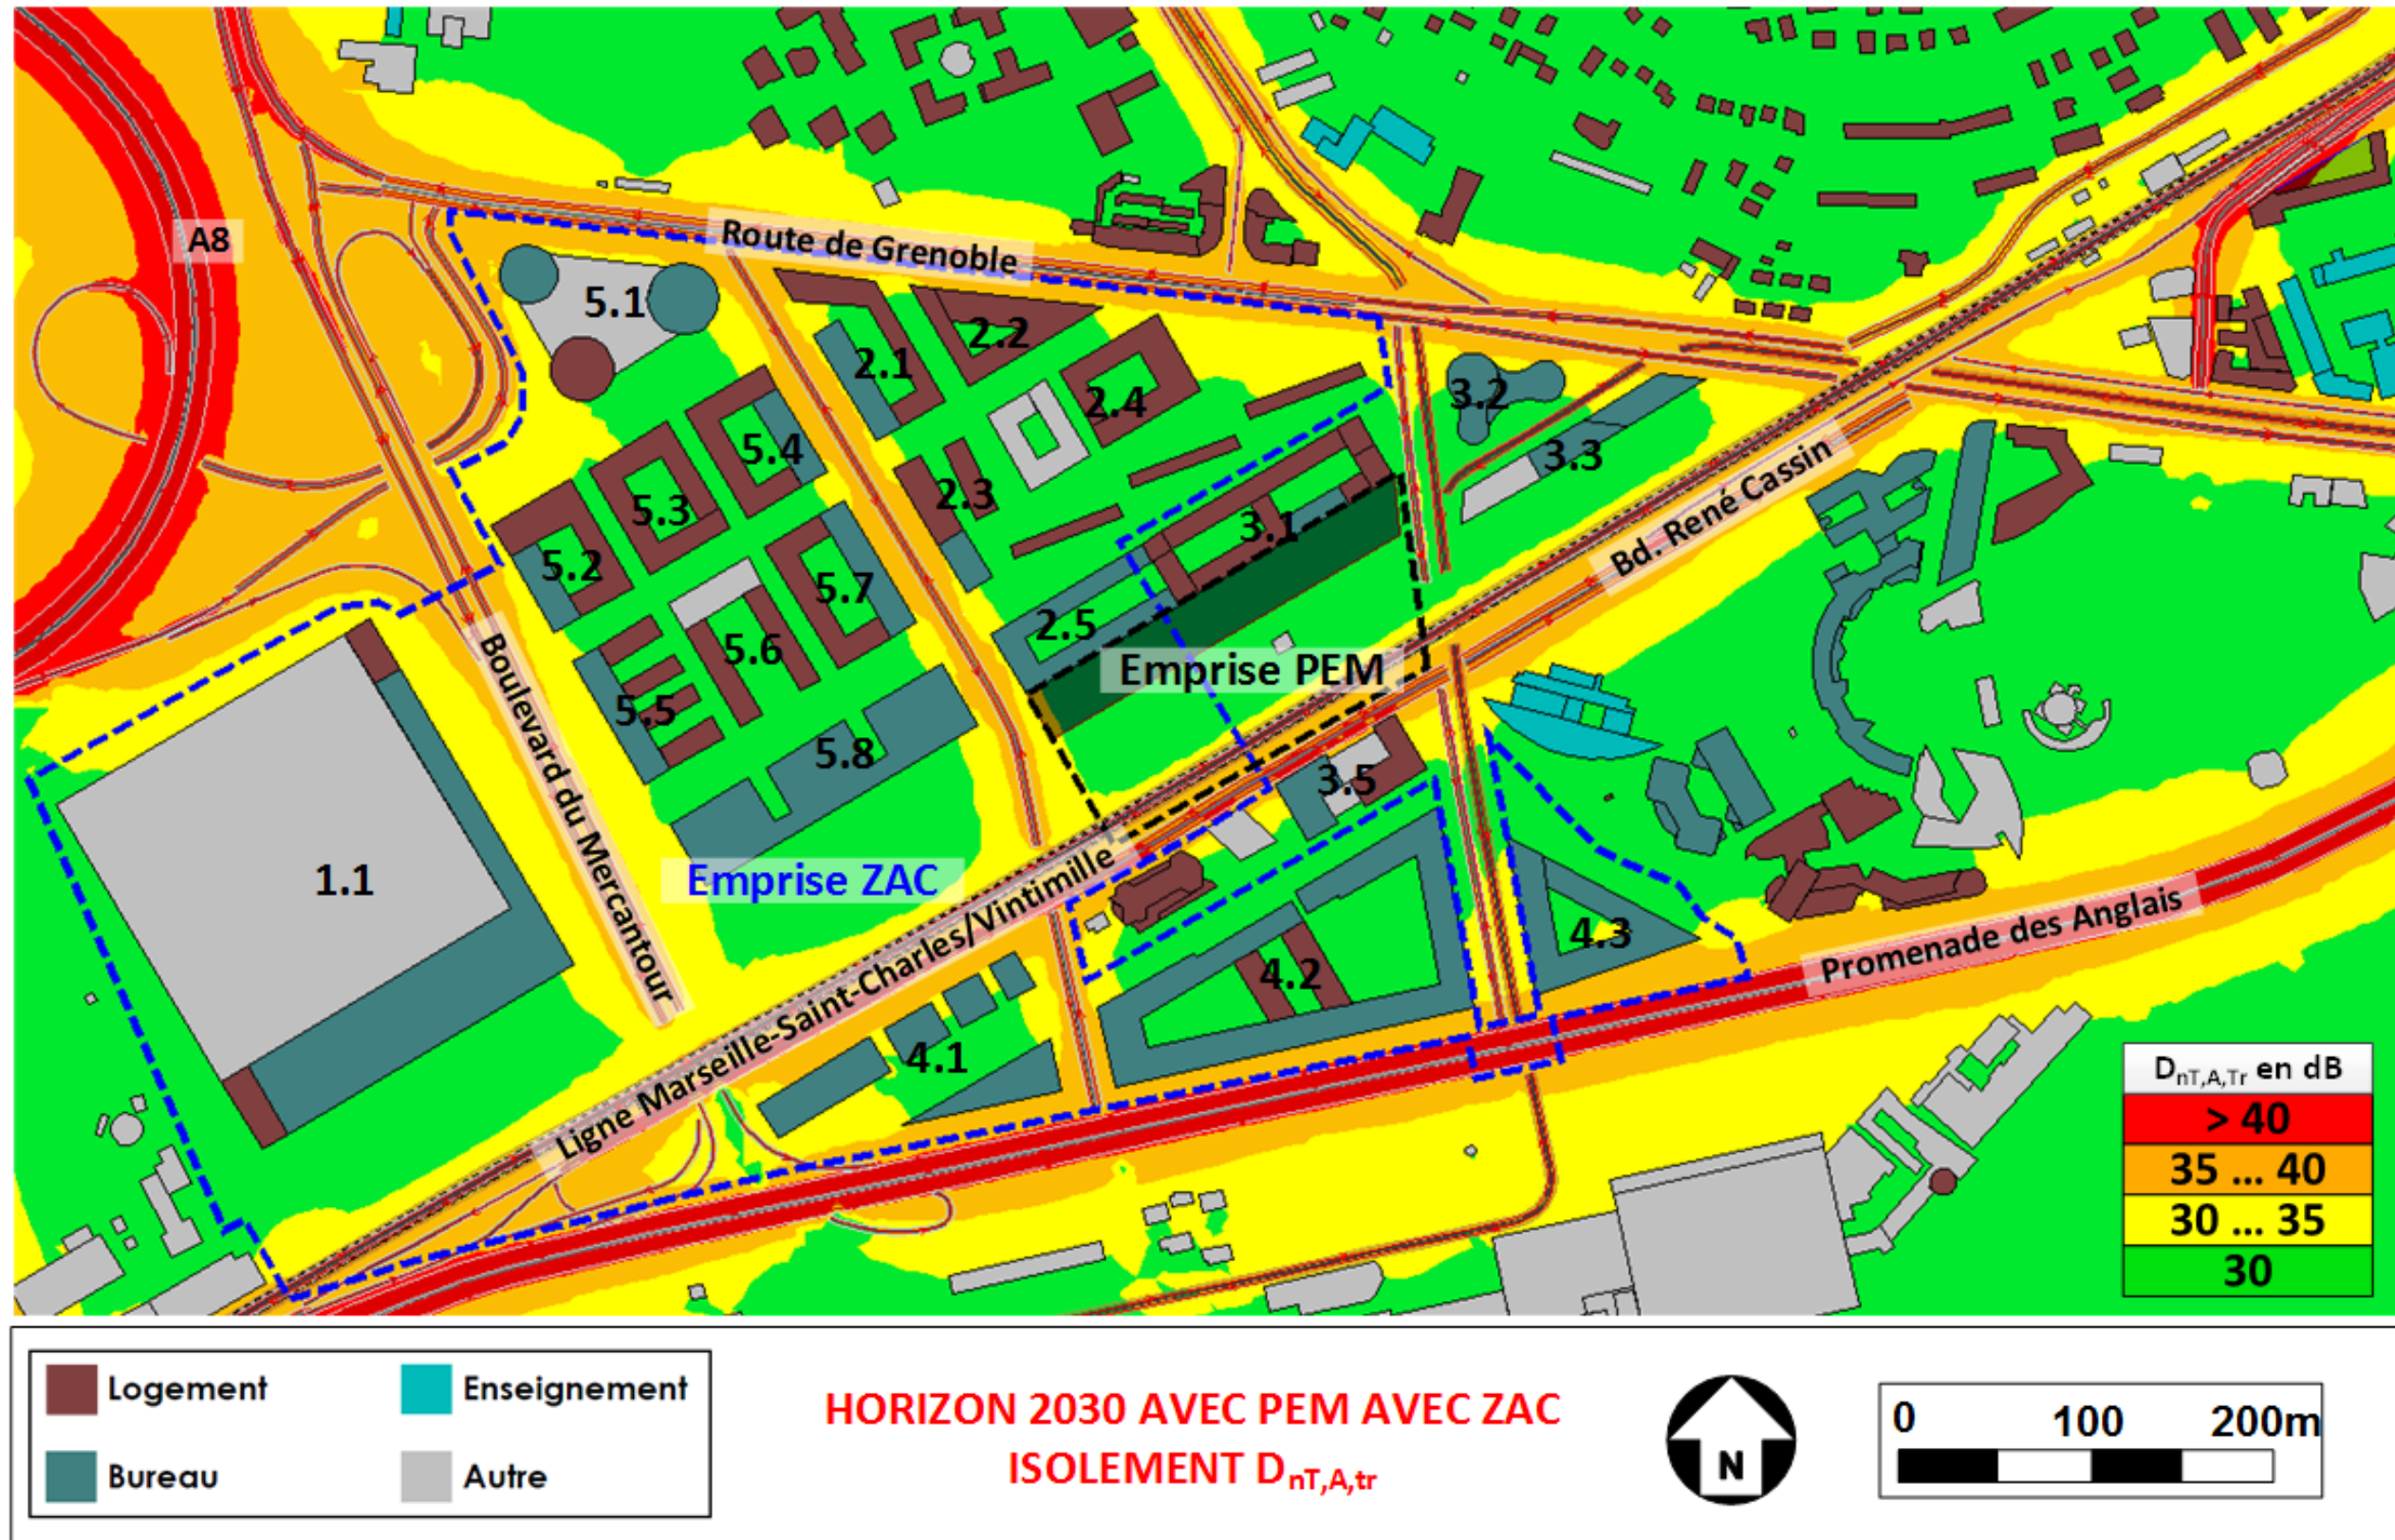 A8
Route de Grenoble
5.1
2.1
2.2
2.4
3.2
3.3
5.4
5.3
2.3
5.2
3.1
5.7
2.5
5.6
5.5
5.8
Bd. René Cassin
Emprise PEM
Boulevard du Mercantour
3.5
1.1
Emprise ZAC
Ligne Marseille-Saint-Charles/Vintimille
4.3
4.2
4.1
Promenade des Anglais
DnT,A,Tr en dB
> 40
35 ... 40
30 ... 35
30
Logement
Enseignement
Bureau
Autre
HORIZON 2030 AVEC PEM AVEC ZAC
ISOLEMENT DnT,A,tr
N
0 100 200m